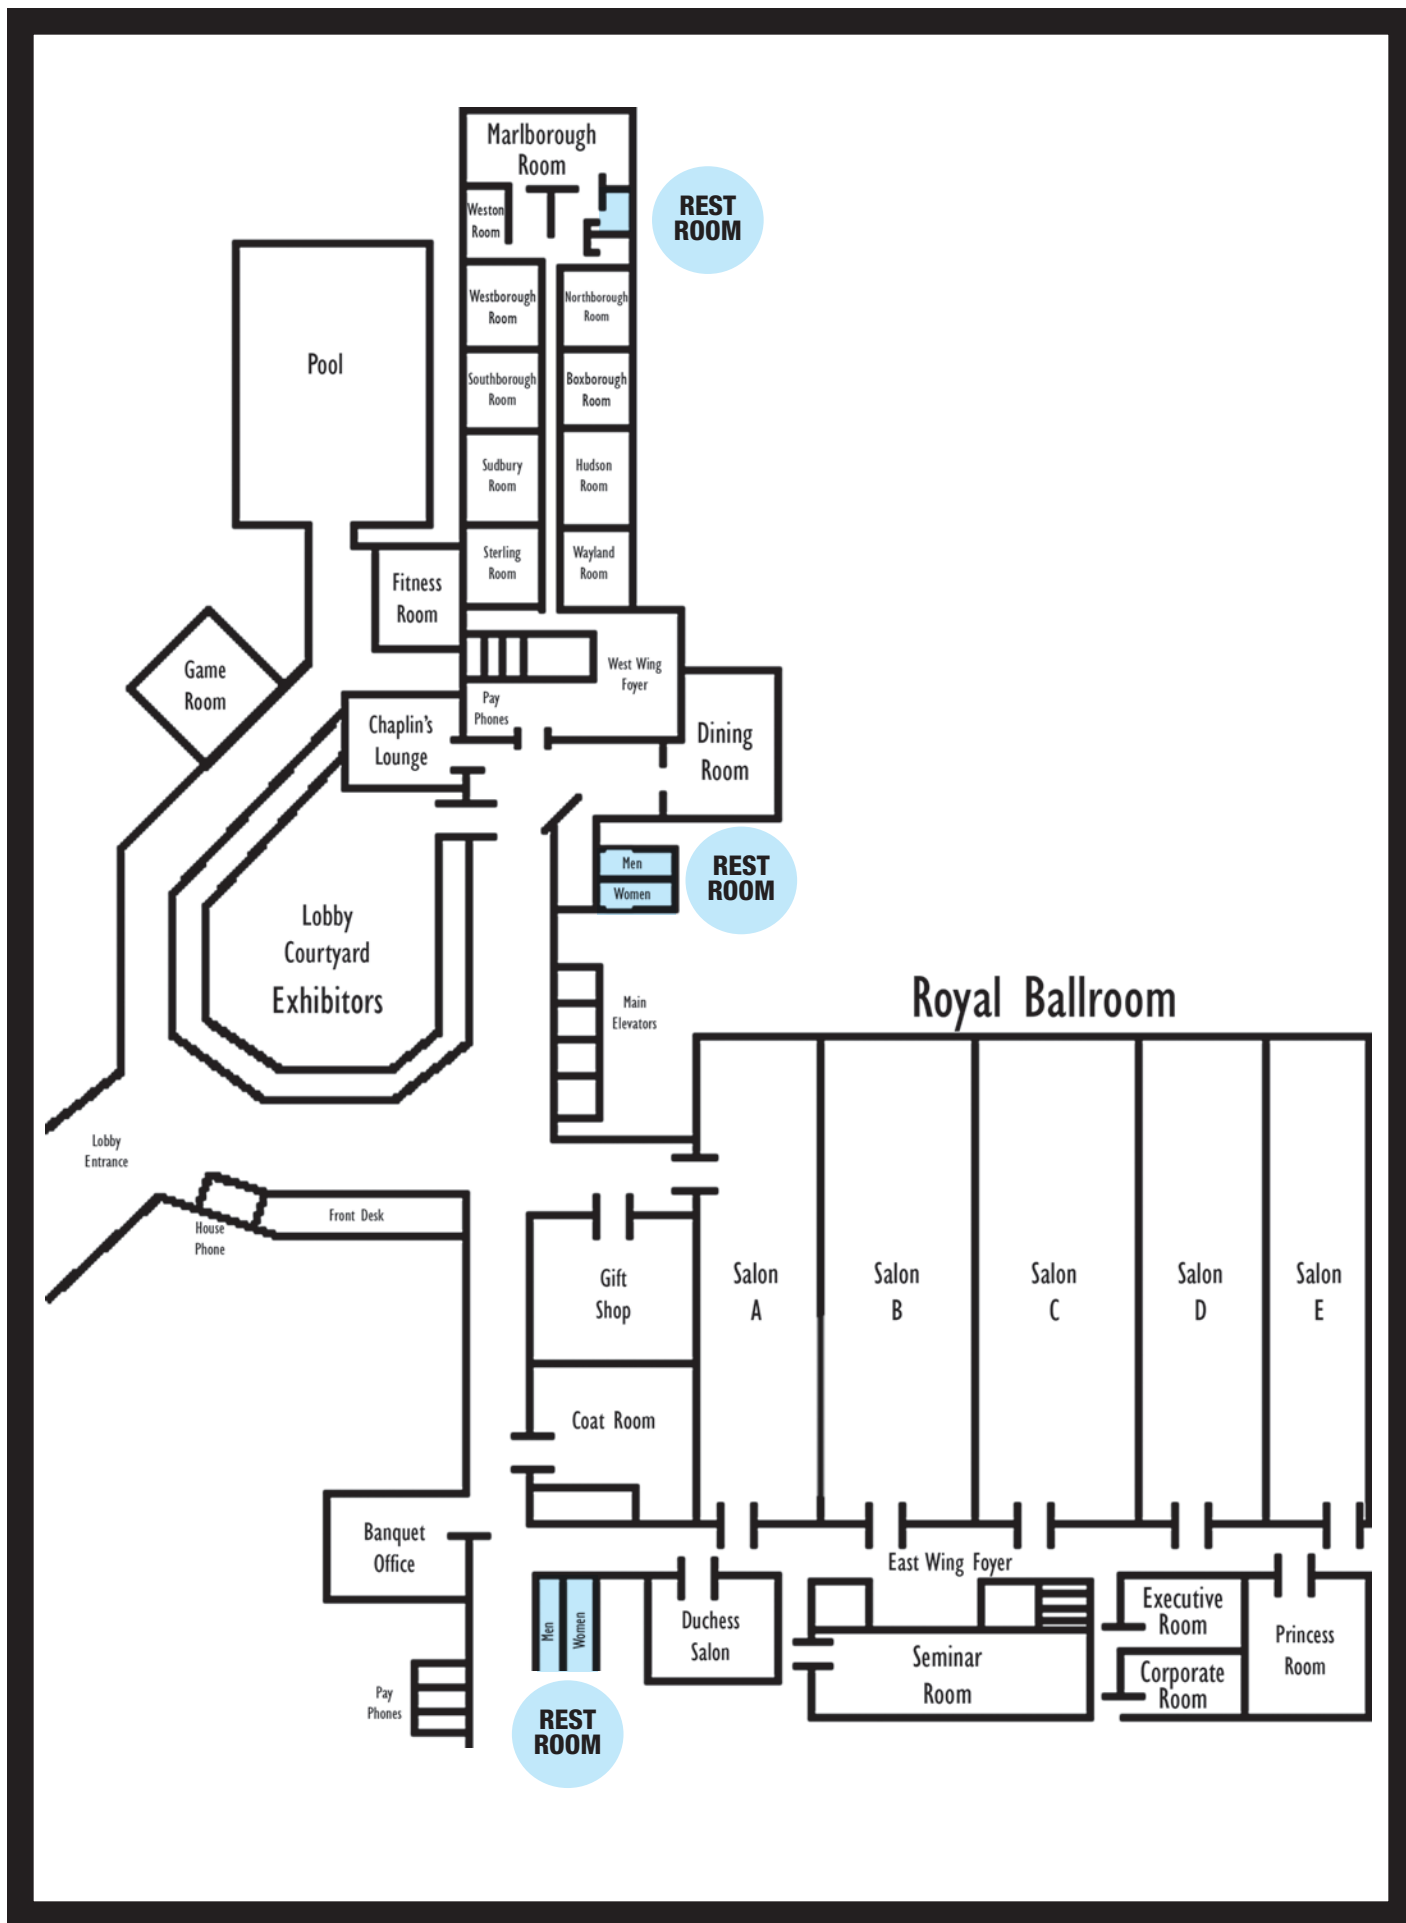 Marlborough
Room
REST
ROOM
Weston
Room
Westborough
Room
Northborough
Room
Pool
Southborough
Room
Boxborough
Room
Sudbury
Room
Hudson
Room
Sterling
Room
Wayland
Room
Fitness
Room
Game
Room
West Wing
Foyer
Pay
Phones
Chaplin's
Lounge
Dining
Room
Men
Women
REST
ROOM
Lobby
Courtyard
Exhibitors
Main
Elevators
Royal Ballroom
Lobby
Entrance
House
Phone
Front Desk
Gift
Shop
Salon
A
Salon
B
Salon
C
Salon
D
Salon
E
Coat Room
Banquet
Office
East Wing Foyer
Men
Women
Duchess
Salon
Seminar
Room
Executive
Room
Corporate
Room
Princess
Room
Pay
Phones
REST
ROOM